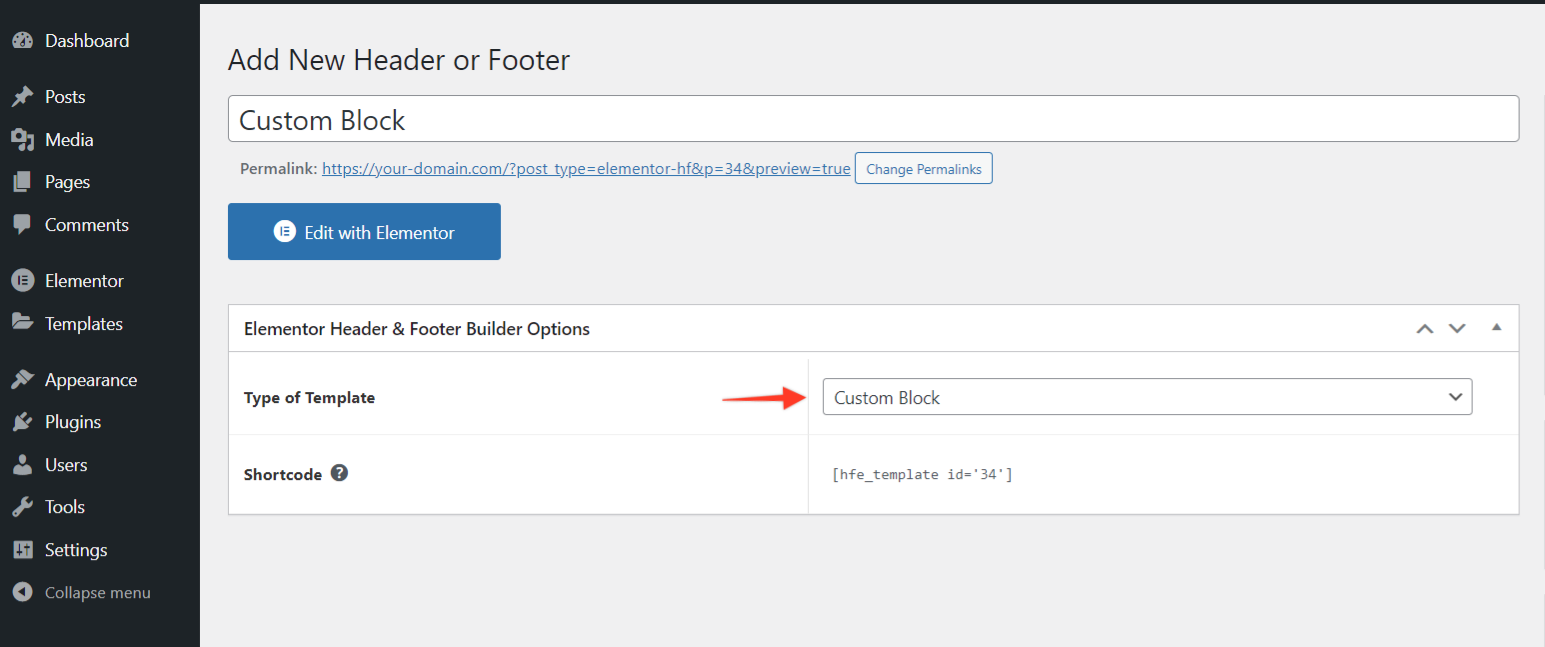 Dashboard
Posts
Media
Pages
Comments
Elementor
Templates
Appearance
Plugins
Users
Tools
Settings
Collapse menu
Add New Header or Footer
Custom Block
Permalink: https://your-domain.com/?post_type=elementor-hf&p=34&preview=true Change Permalinks
Edit with Elementor
Elementor Header & Footer Builder Options
Type of Template Custom Block
Shortcode ? [hfe_template id='34']